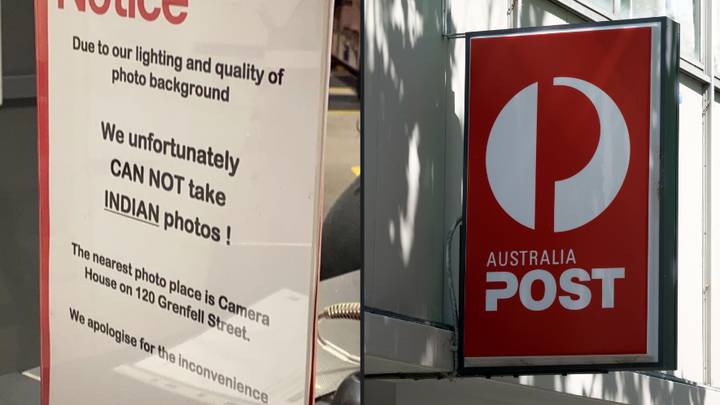 Notice
Due to our lighting and quality of
photo background
We unfortunately
CAN NOT take
INDIAN photos !
The nearest photo place is Camera
House on 120 Grenfell Street.
We apologise for the inconvenience
AUSTRALIA
POST